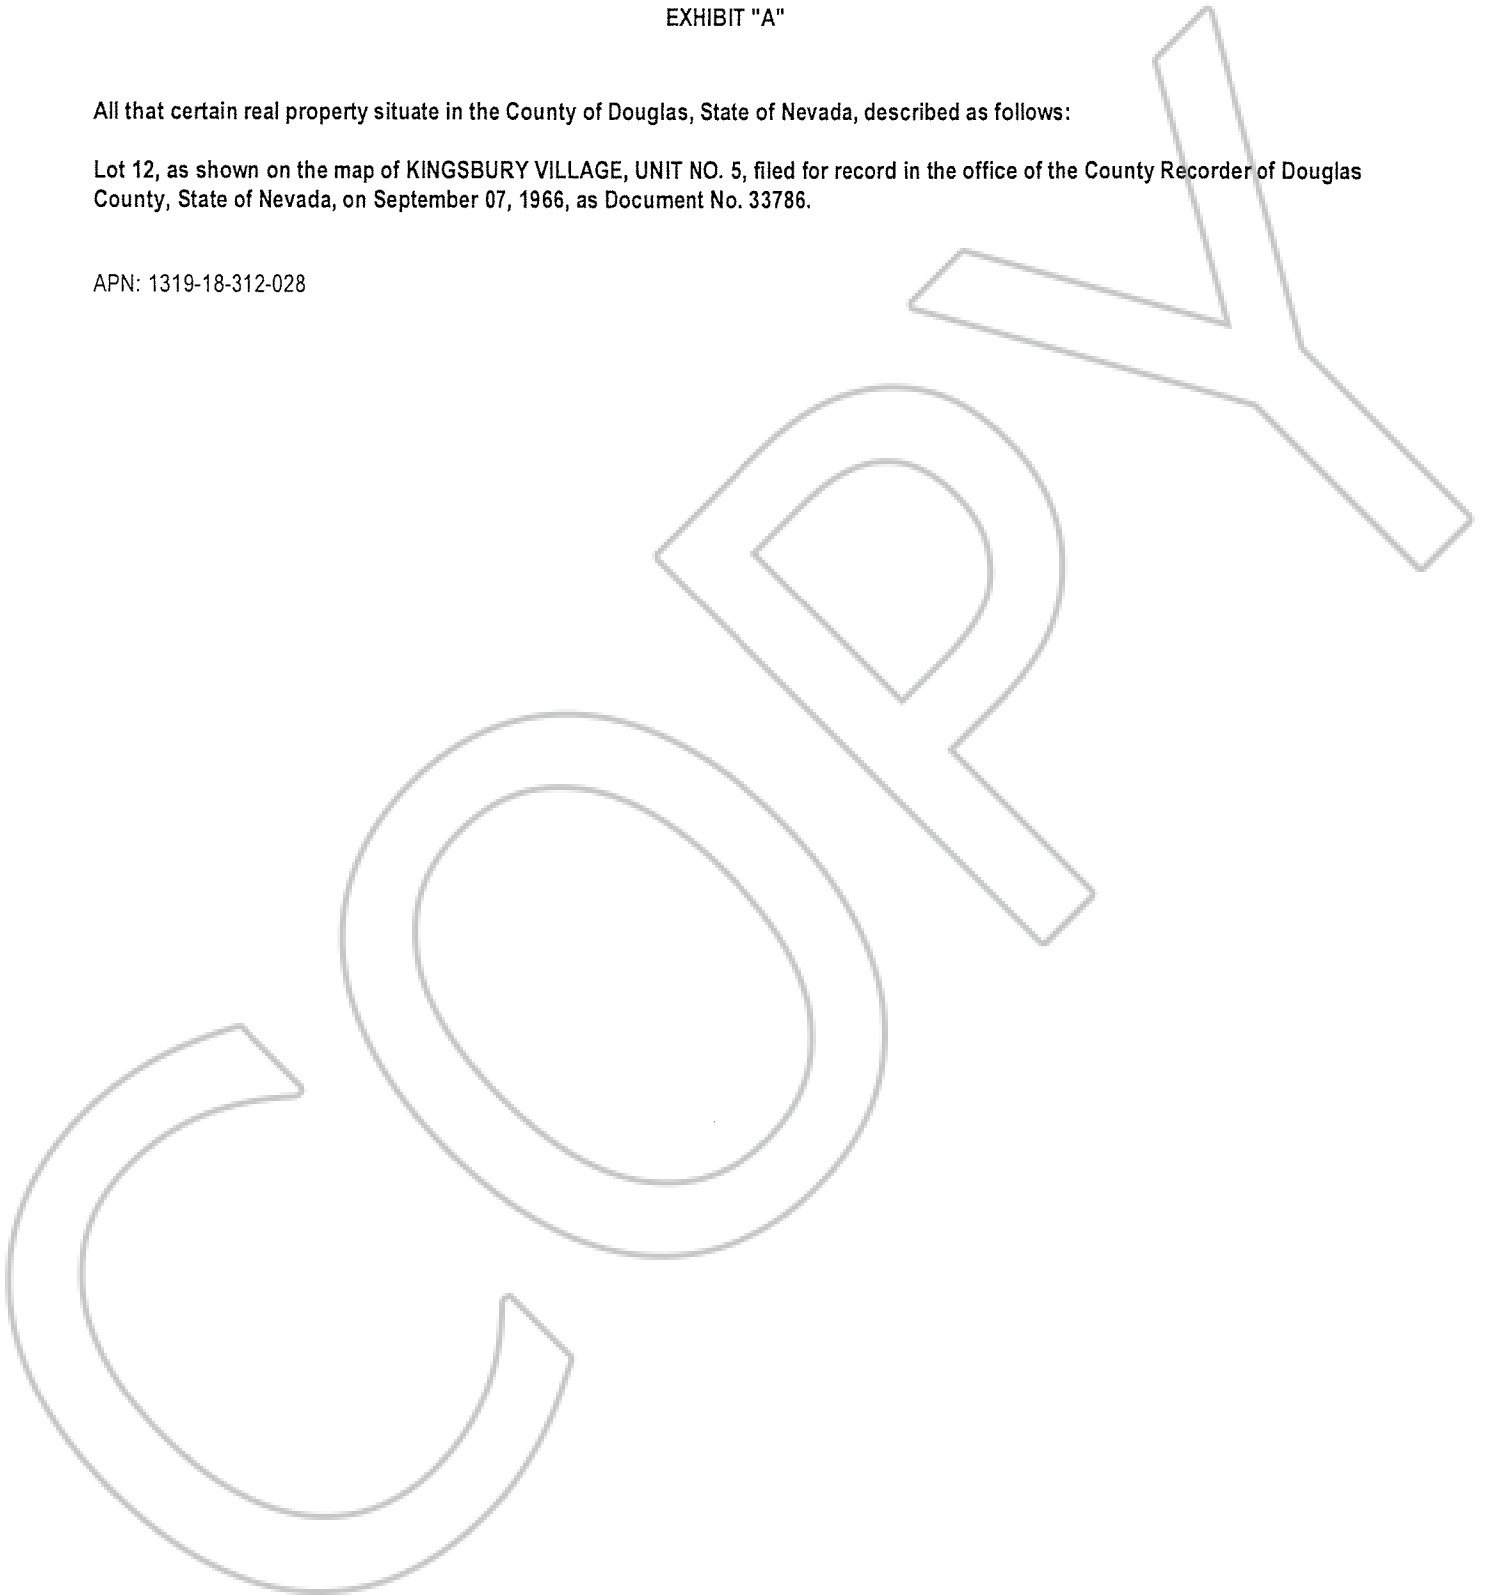 EXHIBIT "A"
All that certain real property situate in the County of Douglas, State of Nevada, described as follows:
Lot 12, as shown on the map of KINGSBURY VILLAGE, UNIT NO. 5, filed for record in the office of the County Recorder of Douglas
County, State of Nevada, on September 07, 1966, as Document No. 33786.
APN: 1319-18-312-028
COPY